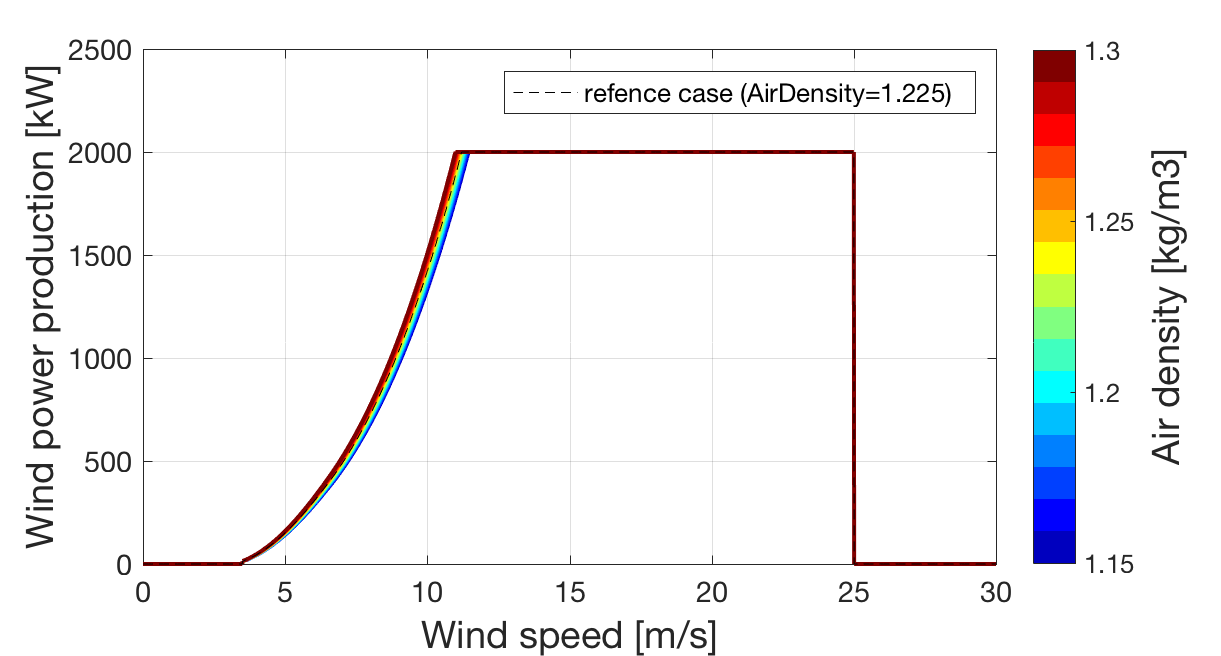 2500
2000
1500
1000
500
0
Wind power production [kW]
0 5 10 15 20 25 30
Wind speed [m/s]
refence case (AirDensity=1.225)
1.3
1.25
1.2
1.15
Air density [kg/m3]